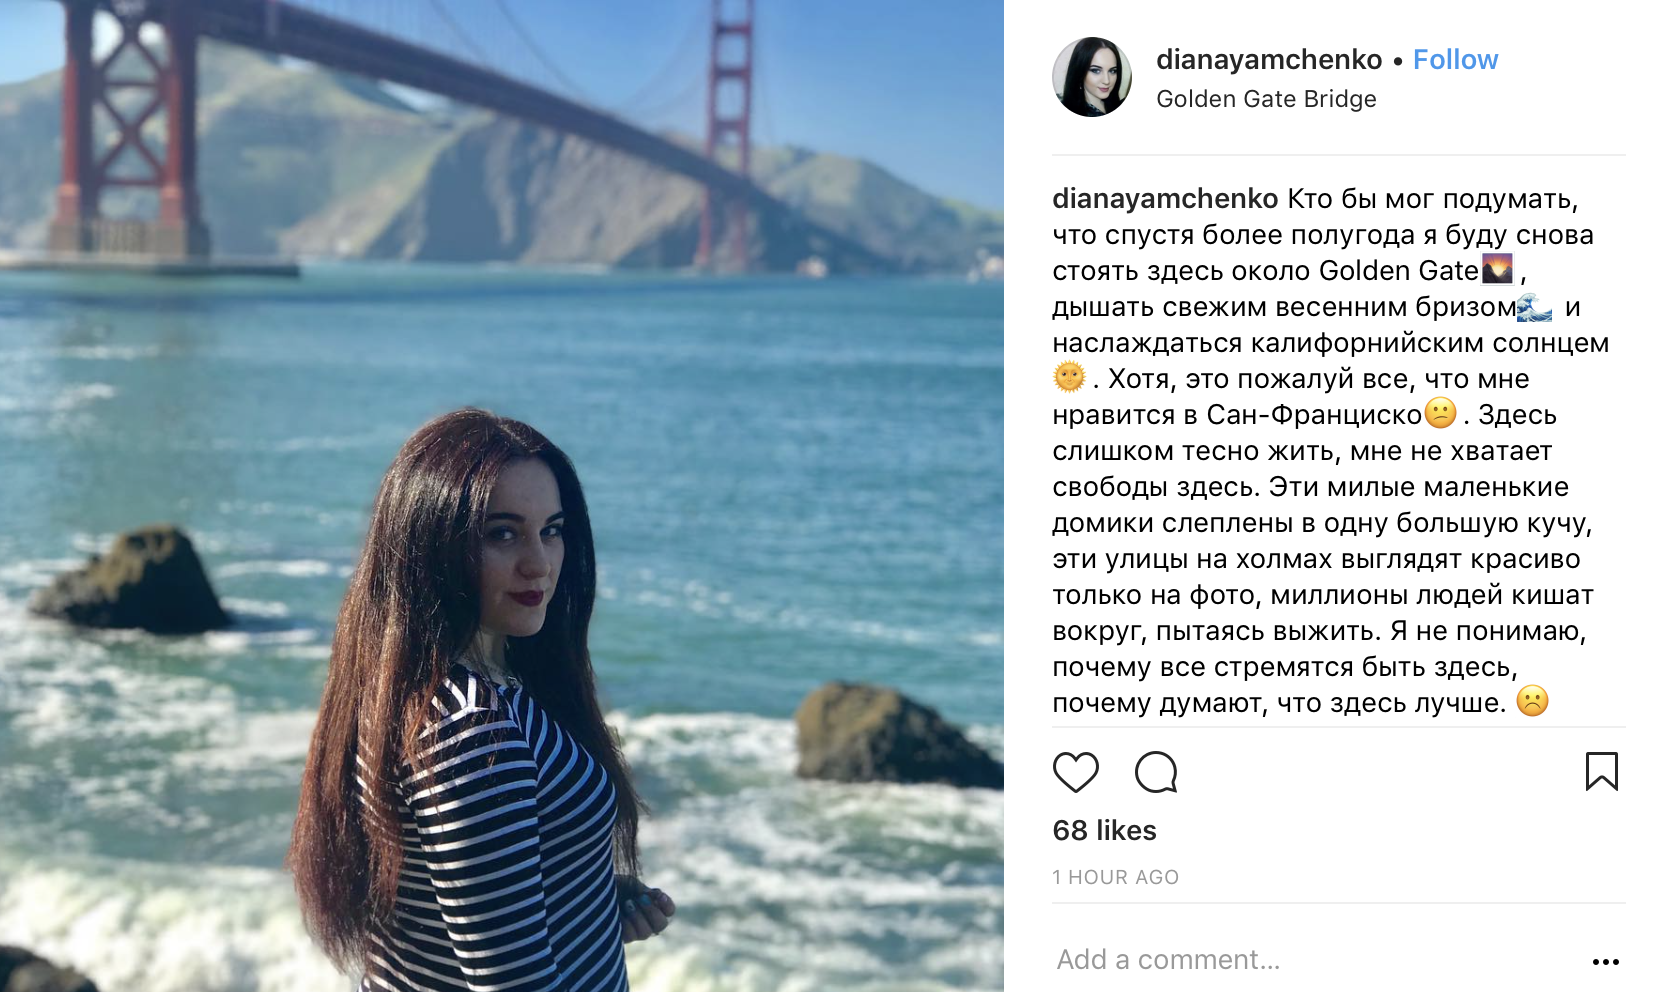 dianayamchenko • Follow
Golden Gate Bridge
dianayamchenko Кто бы мог подумать,
что спустя более полугода я буду снова
стоять здесь около Golden Gate🌄,
дышать свежим весенним бризом🌊 и
наслаждаться калифорнийским солнцем
🌞. Хотя, это пожалуй все, что мне
нравится в Сан-Франциско😕. Здесь
слишком тесно жить, мне не хватает
свободы здесь. Эти милые маленькие
домики слеплены в одну большую кучу,
эти улицы на холмах выглядят красиво
только на фото, миллионы людей кишат
вокруг, пытаясь выжить. Я не понимаю,
почему все стремятся быть здесь,
почему думают, что здесь лучше. ☹️
68 likes
1 HOUR AGO
Add a comment...